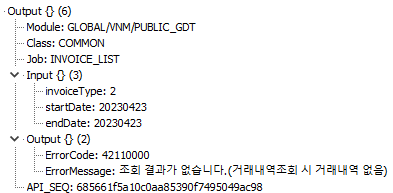 Output {} (6)
Module: GLOBAL/VNM/PUBLIC_GDT
Class: COMMON
Job: INVOICE_LIST
Input {} (3)
invoiceType: 2
startDate: 20230423
endDate: 20230423
Output {} (2)
ErrorCode: 42110000
ErrorMessage: 조회 결과가 없습니다.(거래내역조회 시 거래내역 없음)
API_SEQ: 685661f5a10c0aa85390f7495049ac98